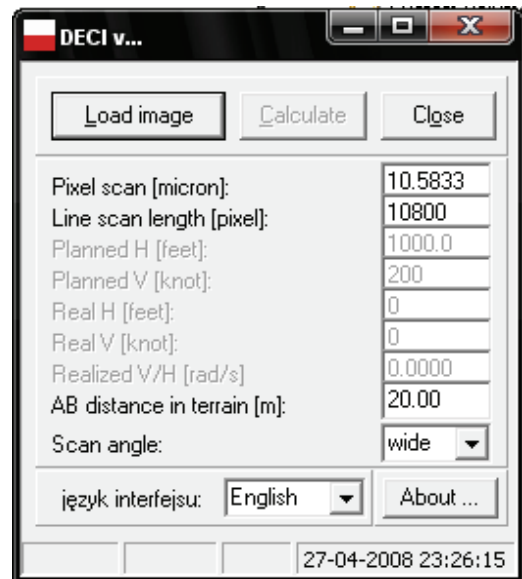 DECI v...
Load image Calculate Close
Pixel scan [micron]: 10.5833
Line scan length [pixel]: 10800
Planned H [feet]: 1000.0
Planned V [knot]: 200
Real H [feet]: 0
Real V [knot]: 0
Realized V/H [rad/s] 0.0000
AB distance in terrain [m]: 20.00
Scan angle: wide
język interfejsu: English About ...
27-04-2008 23:26:15